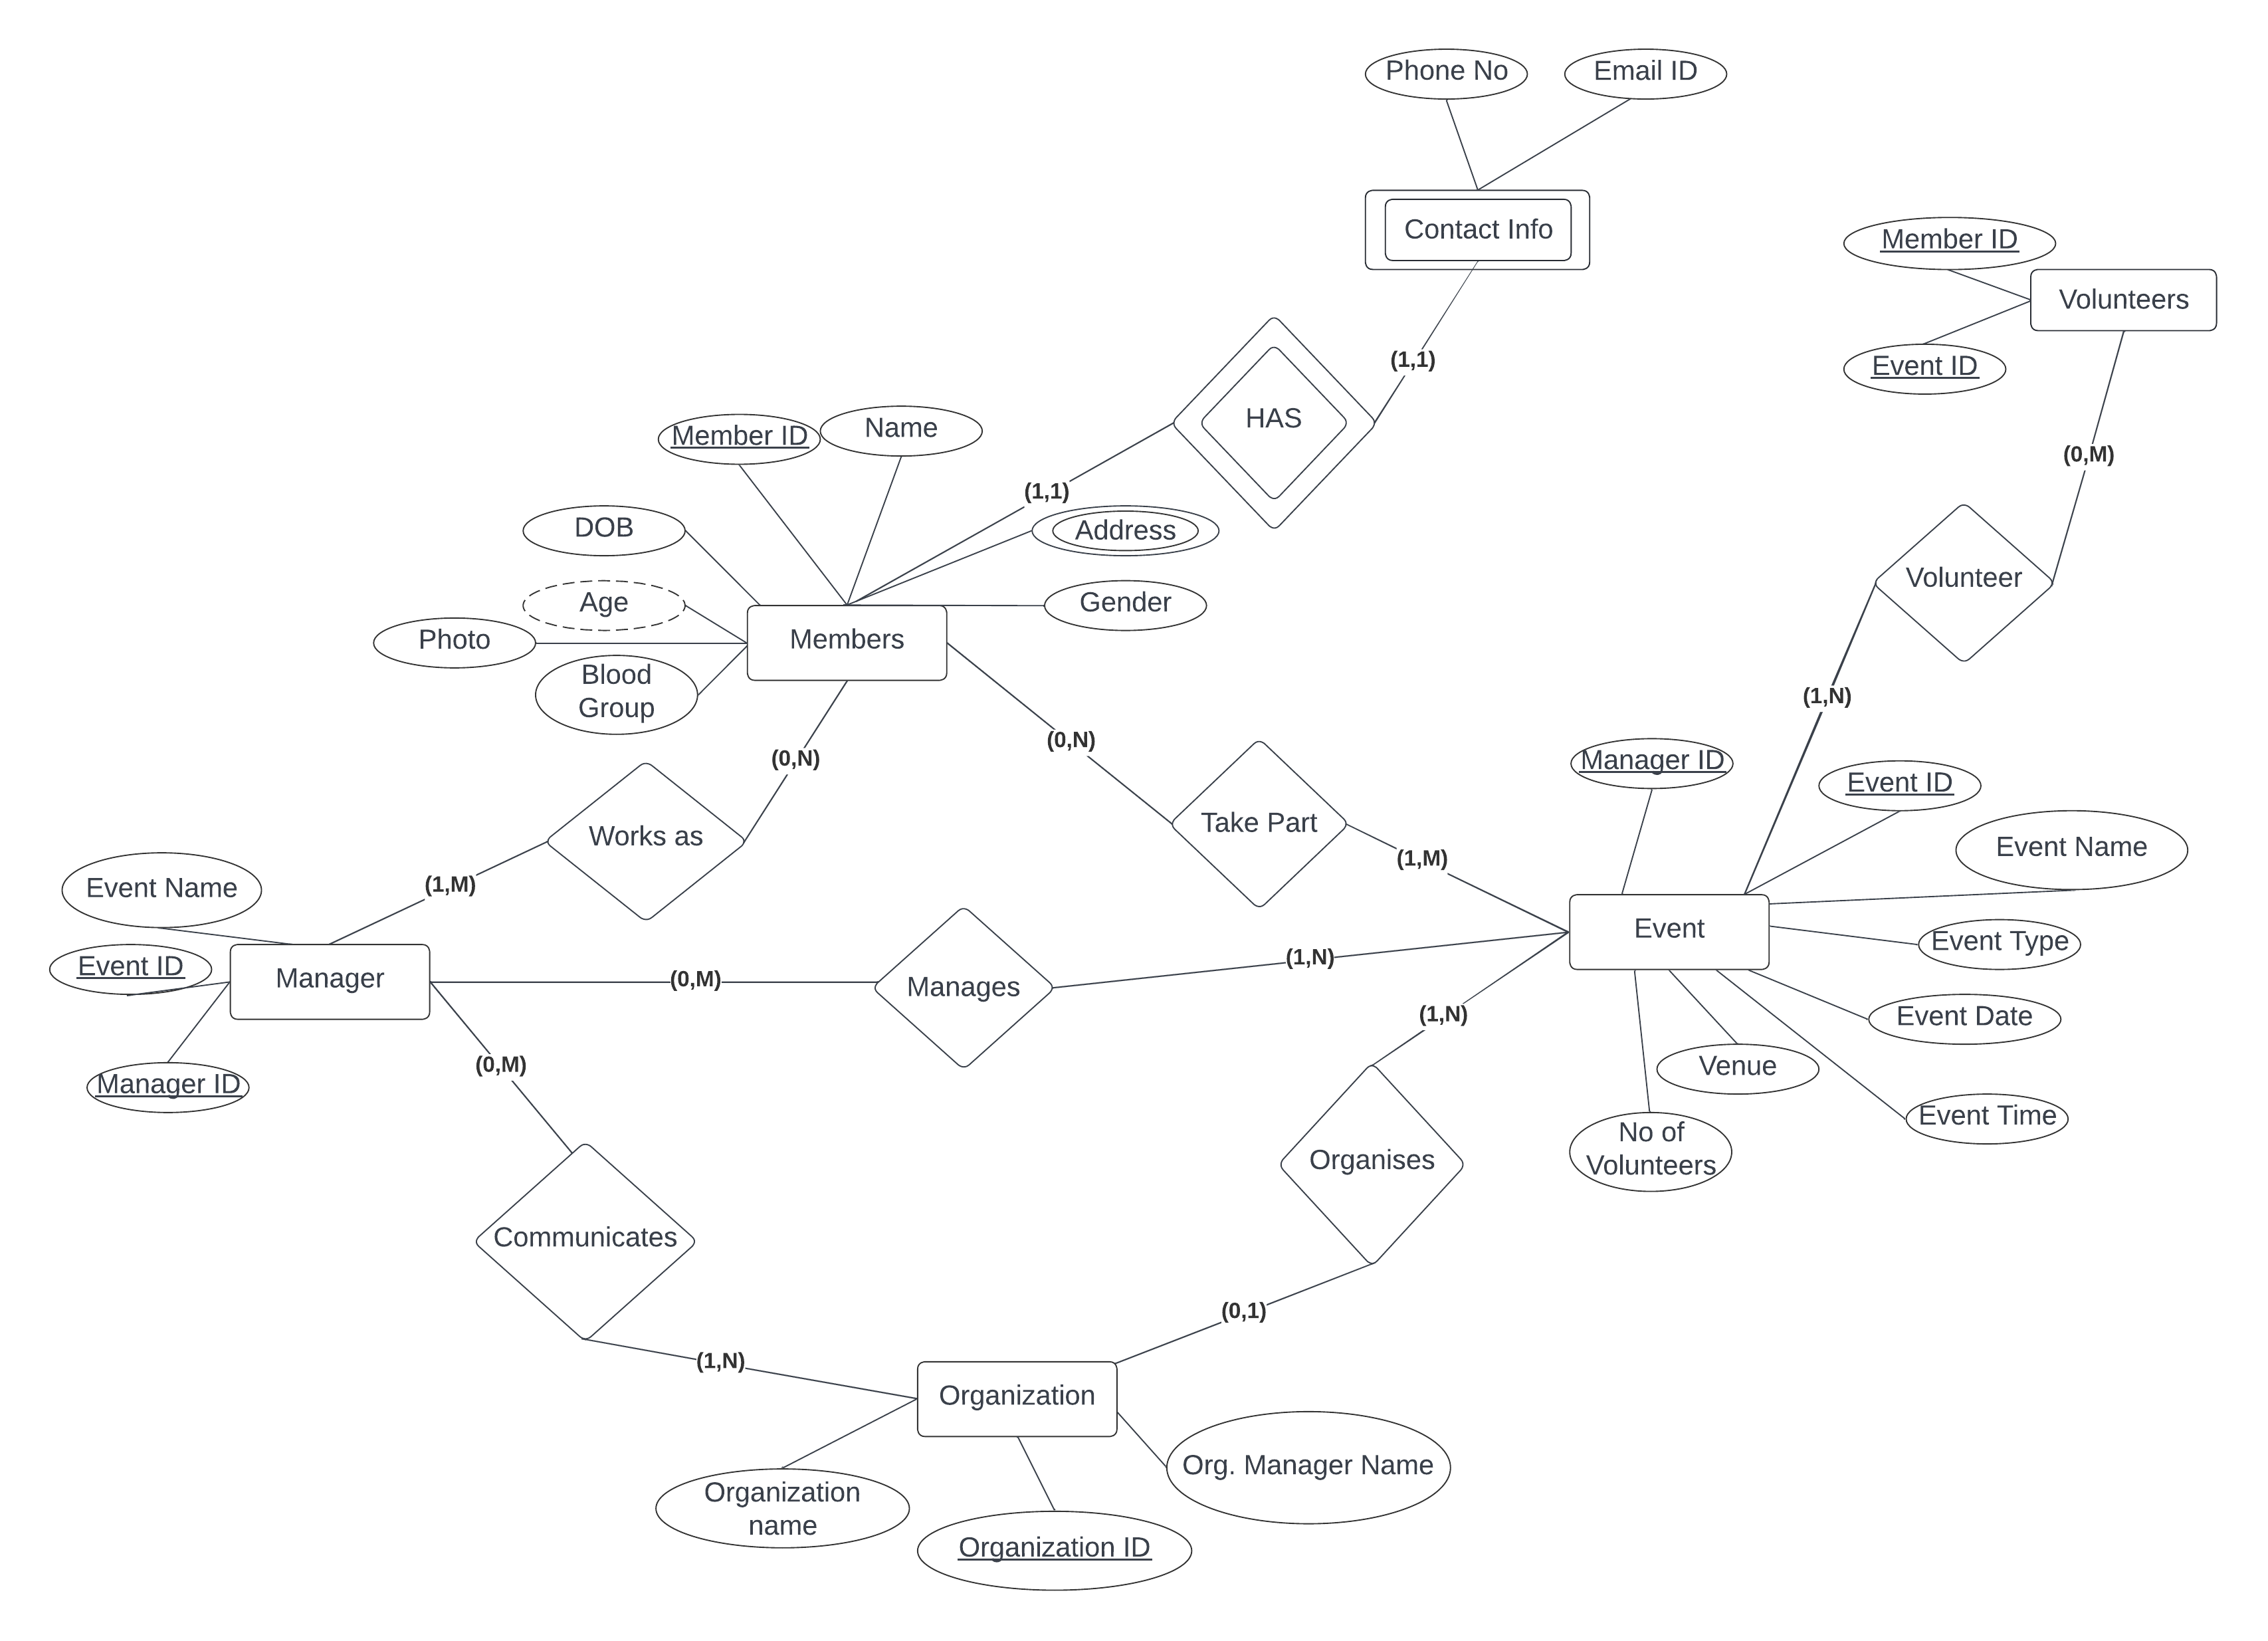 Phone No
Email ID
Contact Info
Member ID
Volunteers
Event ID
(1,1)
HAS
Member ID
Name
(0,M)
(1,1)
DOB
Address
Volunteer
Age
Gender
Photo
Members
Blood
Group
(1,N)
(0,N)
(0,N)
Manager ID
Event ID
Works as
Take Part
Event Name
(1,M)
(1,M)
Event Name
Event
Event Type
Event ID
Manager
(0,M)
Manages
(1,N)
(1,N)
Event Date
(0,M)
Manager ID
Venue
Event Time
No of
Volunteers
Organises
Communicates
(0,1)
(1,N)
Organization
Org. Manager Name
Organization
name
Organization ID